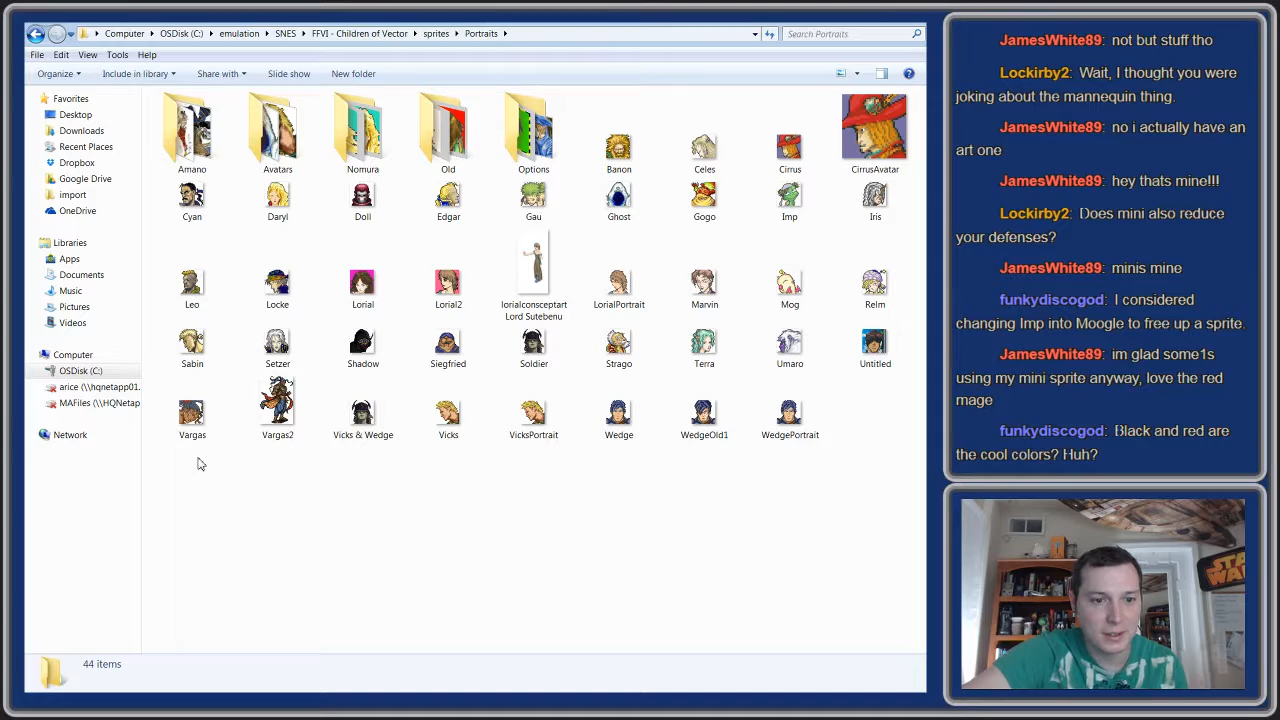 Computer ▸ OSDisk (C:) ▸ emulation ▸ SNES ▸ FFVI - Children of Vector ▸ sprites ▸ Portraits ▸
Search Portraits
File Edit View Tools Help
Organize Include in library Share with Slide show New folder
Favorites
Desktop
Downloads
Recent Places
Dropbox
Google Drive
import
OneDrive
Libraries
Apps
Documents
Music
Pictures
Videos
Computer
OSDisk (C:)
arice (\\hqnetapp01.
MAFiles (\\HQNetap
Network
Amano Avatars Nomura Old Options Banon Celes Cirrus CirrusAvatar
Cyan Daryl Doll Edgar Gau Ghost Gogo Imp Iris
Leo Locke Lorial Lorial2 lorialconsceptart Lord Sutebenu LorialPortrait Marvin Mog Relm
Sabin Setzer Shadow Siegfried Soldier Strago Terra Umaro Untitled
Vargas Vargas2 Vicks & Wedge Vicks VicksPortrait Wedge WedgeOld1 WedgePortrait
44 items
JamesWhite89: not but stuff tho
Lockirby2: Wait, I thought you were
joking about the mannequin thing.
JamesWhite89: no i actually have an
art one
JamesWhite89: hey thats mine!!!
Lockirby2: Does mini also reduce
your defenses?
JamesWhite89: minis mine
funkydiscogod: I considered
changing Imp into Moogle to free up a sprite.
JamesWhite89: im glad some1s
using my mini sprite anyway, love the red
mage
funkydiscogod: Black and red are
the cool colors? Huh?
STAR
WA